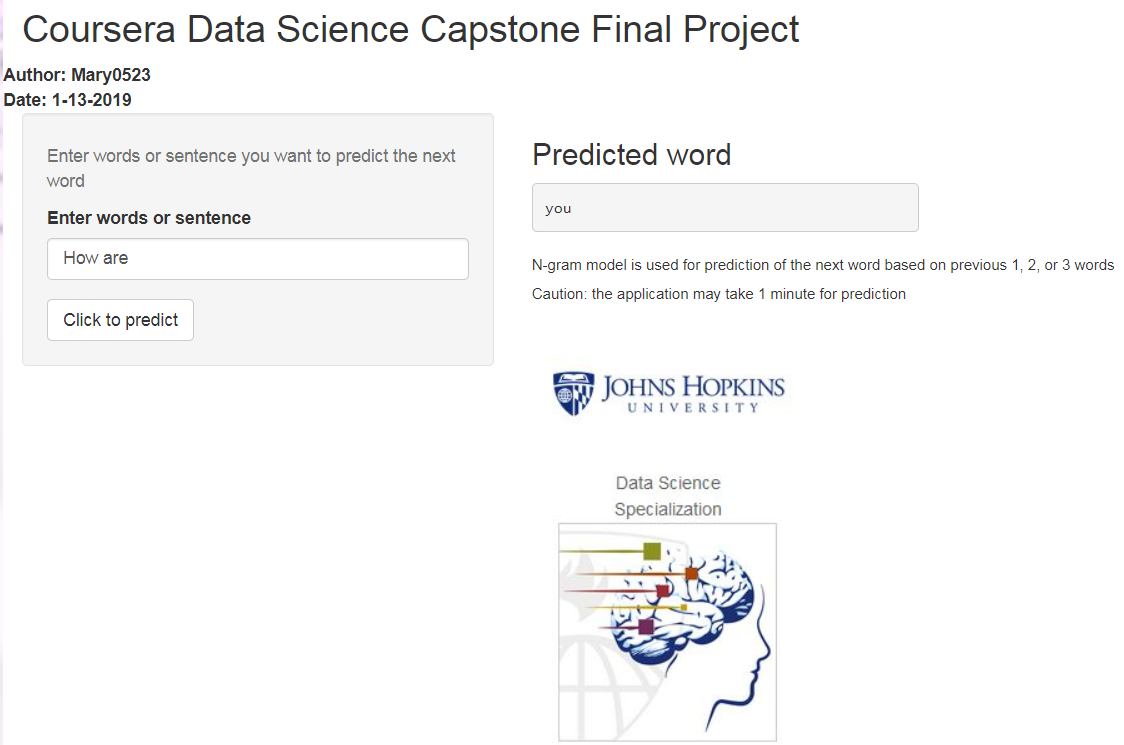 Coursera Data Science Capstone Final Project
Author: Mary0523
Date: 1-13-2019
Enter words or sentence you want to predict the next
word
Enter words or sentence
How are
Click to predict
Predicted word
you
N-gram model is used for prediction of the next word based on previous 1, 2, or 3 words
Caution: the application may take 1 minute for prediction
JOHNS HOPKINS
UNIVERSITY
Data Science
Specialization